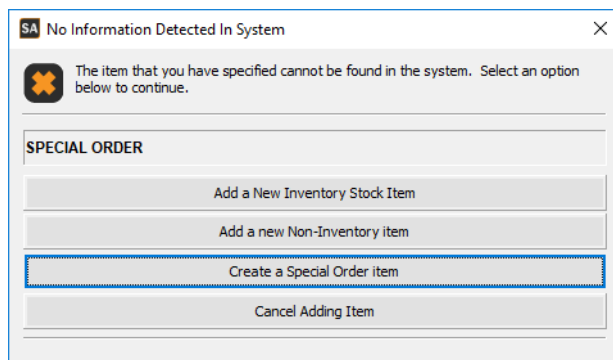 SA No Information Detected In System
The item that you have specified cannot be found in the system.  Select an option
below to continue.
SPECIAL ORDER
Add a New Inventory Stock Item
Add a new Non-Inventory item
Create a Special Order item
Cancel Adding Item